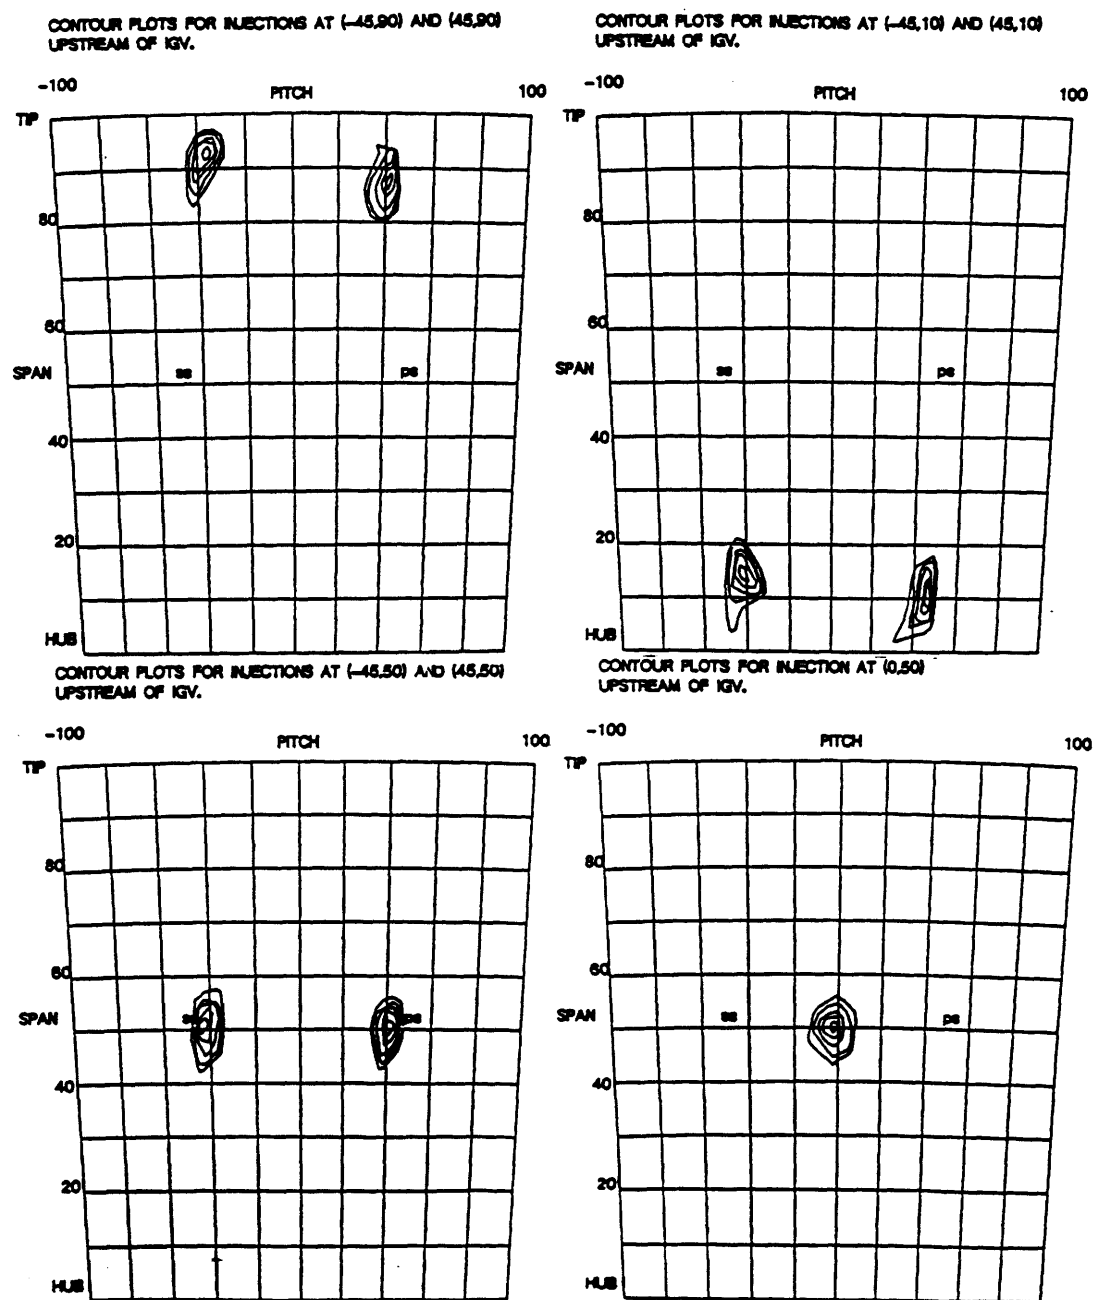 CONTOUR PLOTS FOR INJECTIONS AT (-45,90) AND (45,90)
UPSTREAM OF IGV.
-100 PITCH 100
TIP
80
60
SPAN ss ps
40
20
HUB
CONTOUR PLOTS FOR INJECTIONS AT (-45,10) AND (45,10)
UPSTREAM OF IGV.
-100 PITCH 100
TIP
80
60
SPAN ss ps
40
20
HUB
CONTOUR PLOTS FOR INJECTIONS AT (-45,50) AND (45,50)
UPSTREAM OF IGV.
-100 PITCH 100
TIP
80
60
SPAN ss ps
40
20
HUB
CONTOUR PLOTS FOR INJECTION AT (0,50)
UPSTREAM OF IGV.
-100 PITCH 100
TIP
80
60
SPAN ss ps
40
20
HUB